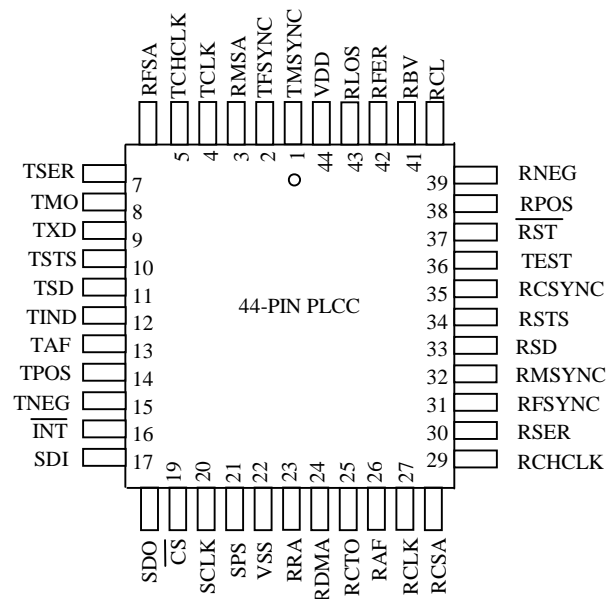 RFSA
TCHCLK
TCLK
RMSA
TFSYNC
TMSYNC
VDD
RLOS
RFER
RBV
RCL
5
4
3
2
1
44
43
42
41
TSER
7
TMO
8
TXD
9
TSTS
10
TSD
11
TIND
12
TAF
13
TPOS
14
TNEG
15
INT
16
SDI
17
44-PIN PLCC
39
RNEG
38
RPOS
37
RST
36
TEST
35
RCSYNC
34
RSTS
33
RSD
32
RMSYNC
31
RFSYNC
30
RSER
29
RCHCLK
19
20
21
22
23
24
25
26
27
SDO
CS
SCLK
SPS
VSS
RRA
RDMA
RCTO
RAF
RCLK
RCSA